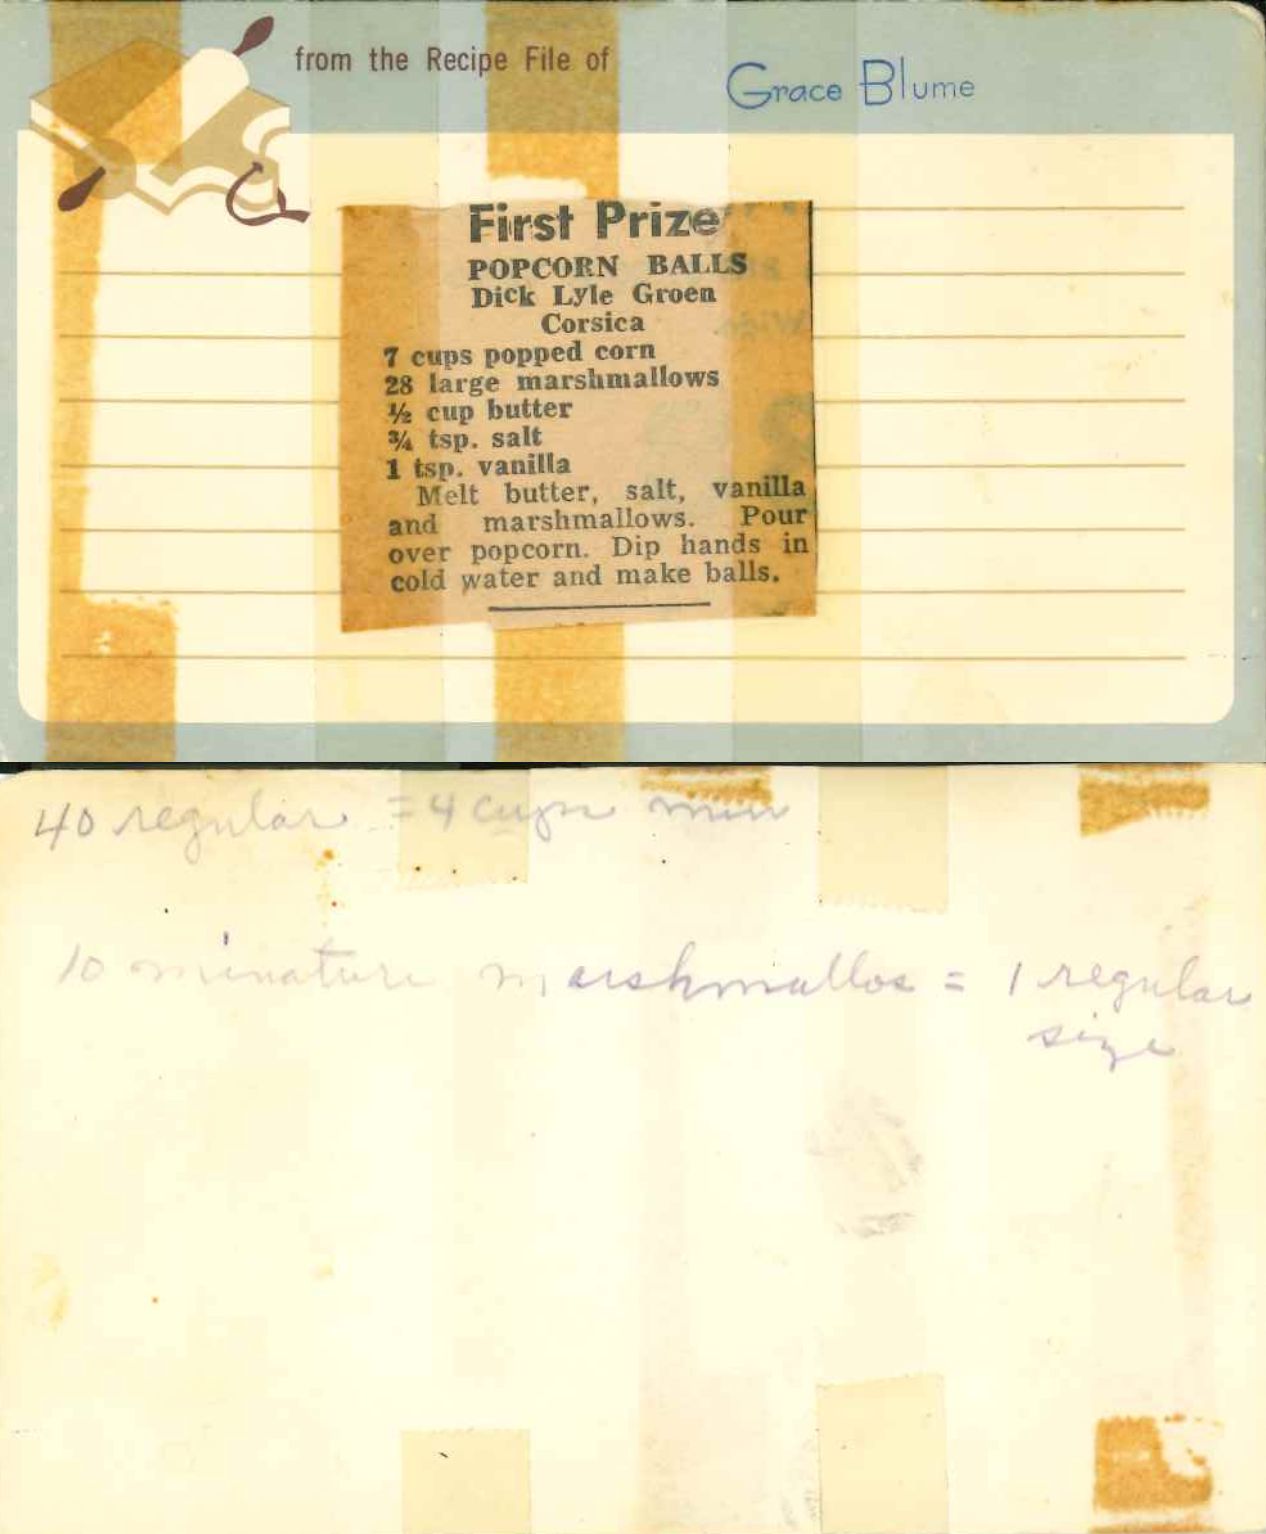 from the Recipe File of
Grace Blume
First Prize
POPCORN BALLS
Dick Lyle Groen
Corsica
7 cups popped corn
28 large marshmallows
½ cup butter
¾ tsp. salt
1 tsp. vanilla
Melt butter, salt, vanilla
and marshmallows. Pour
over popcorn. Dip hands in
cold water and make balls.
40 regular = 4 cups min
10 minature marshmallos = 1 regular
size